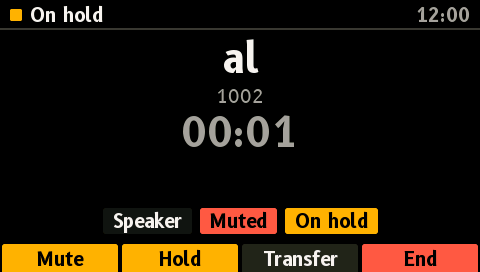 On hold 12:00
al
1002
00:01
Speaker Muted On hold
Mute Hold Transfer End